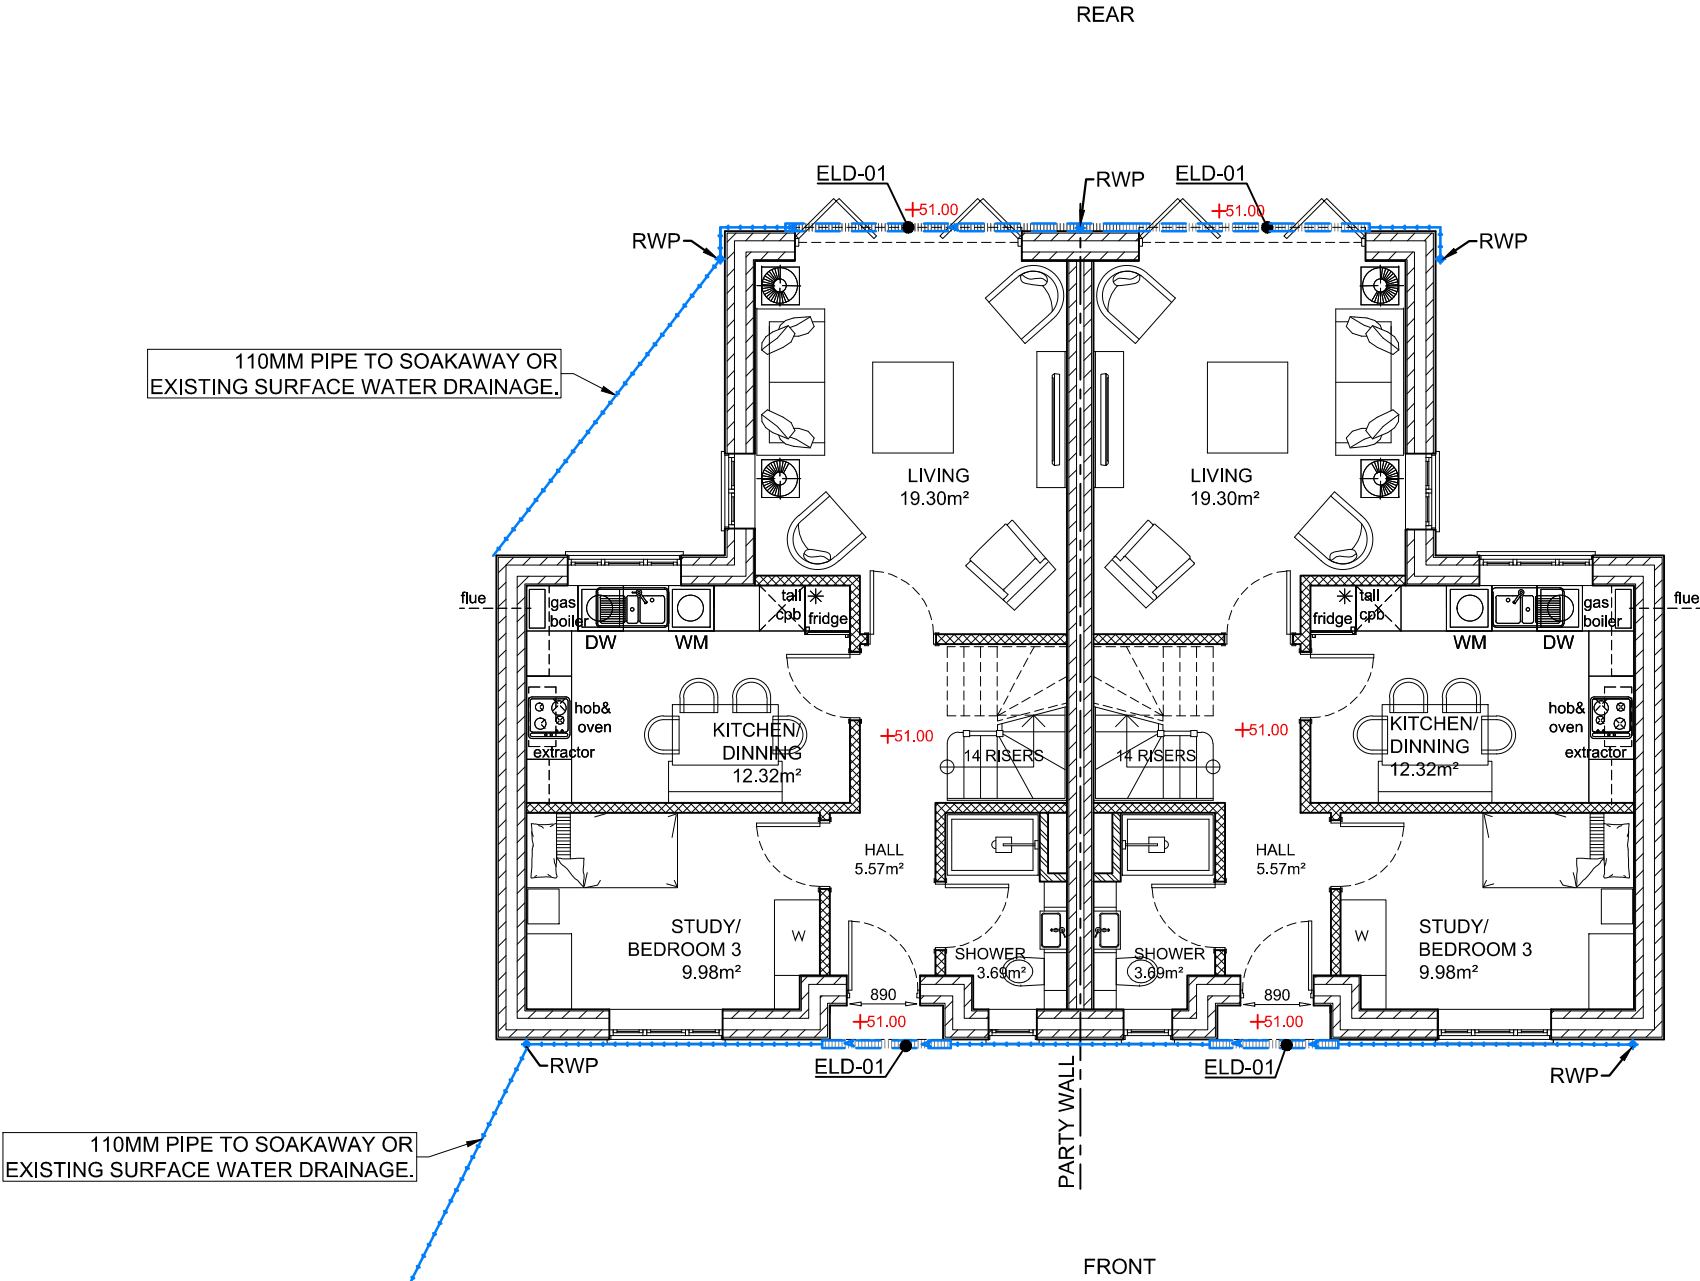 REAR
ELD-01
RWP
ELD-01
+51.00
+51.00
RWP
RWP
110MM PIPE TO SOAKAWAY OR
EXISTING SURFACE WATER DRAINAGE.
LIVING
19.30m²
LIVING
19.30m²
flue
gas
boiler
DW
WM
tall
cpb
fridge
fridge
tall
cpb
WM
DW
gas
boiler
flue
hob&
oven
extractor
KITCHEN/
DINNING
12.32m²
+51.00
14 RISERS
14 RISERS
+51.00
KITCHEN/
DINNING
12.32m²
hob&
oven
extractor
HALL
5.57m²
HALL
5.57m²
STUDY/
BEDROOM 3
9.98m²
W
SHOWER
3.69m²
SHOWER
3.69m²
W
STUDY/
BEDROOM 3
9.98m²
890
890
+51.00
+51.00
RWP
ELD-01
ELD-01
RWP
PARTY WALL
110MM PIPE TO SOAKAWAY OR
EXISTING SURFACE WATER DRAINAGE.
FRONT